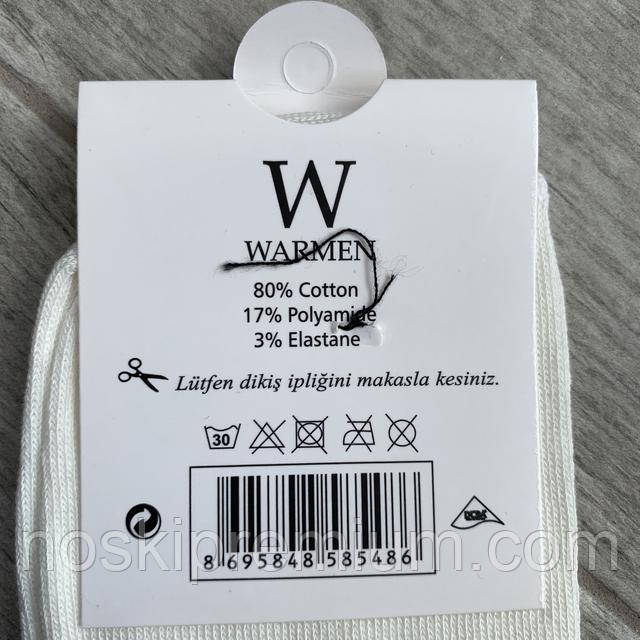 W
WARMEN
80% Cotton
17% Polyamide
3% Elastane
Lütfen dikiş ipliğini makasla kesiniz.
30
8 695848 585486
noskipremium.com